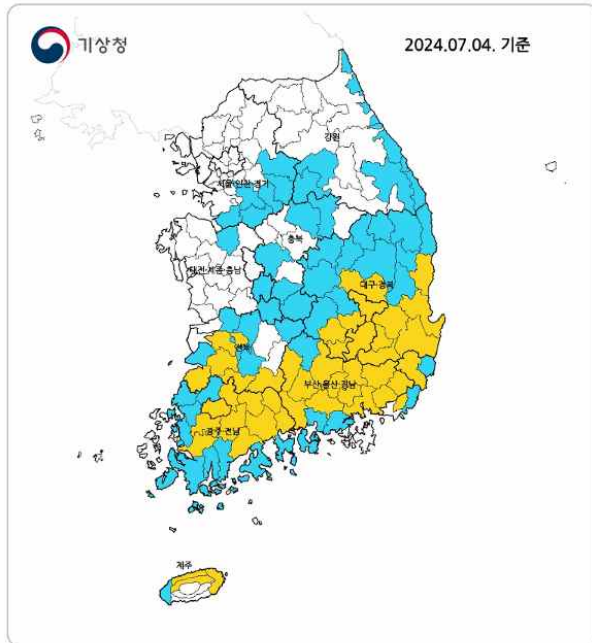 기상청
2024.07.04. 기준
강원
서울·인천·경기
충북
대전·세종·충남
대구·경북
전북
부산·울산·경남
광주·전남
제주